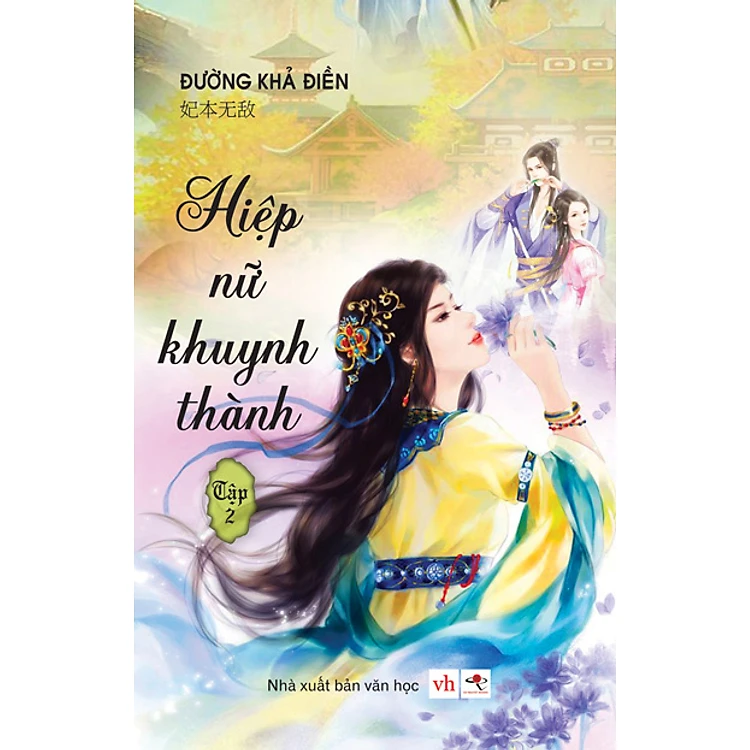 ĐƯỜNG KHẢ ĐIỀN
妃本无敌
Hiệp
nữ
khuynh
thành
Tập
2
Nhà xuất bản văn học
vh